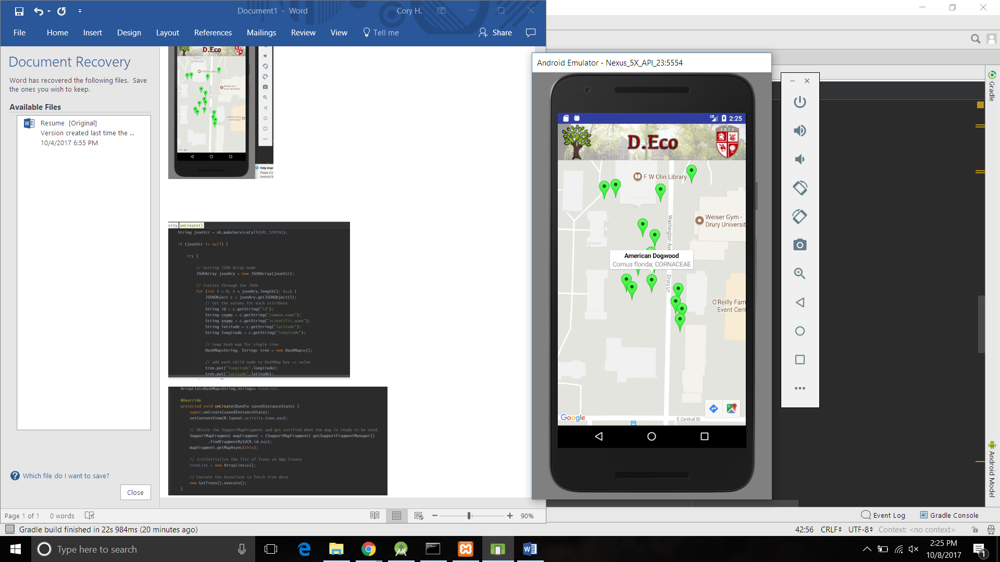 Document1 - Word
Cory H.
File Home Insert Design Layout References Mailings Review View Tell me Share
Document Recovery
Word has recovered the following files. Save
the ones you wish to keep.
Available Files
Resume [Original]
Version created last time the ...
10/4/2017 6:55 PM
Which file do I want to save?
Close
D.Eco
Drury
University
F W Olin Library
Weiser Gym -
Drury University
O'Reilly Family
Event Center
Google
Help impr
Please clic
Android St
vity onCreate()
String jsonStr = sh.makeServiceCall(URL_STRING);
if (jsonStr != null) {
try {
// Getting JSON Array node
JSONArray jsonAry = new JSONArray(jsonStr);
// iterate through the JSON
for (int i = 0; i < jsonAry.length(); i++) {
JSONObject c = jsonAry.getJSONObject(i);
// Get the values for each attribute
String id = c.getString("id");
String cname = c.getString("common_name");
String sname = c.getString("scientific_name");
String latitude = c.getString("latitude");
String longitude = c.getString("longitude");
// temp hash map for single tree
HashMap<String, String> tree = new HashMap<>();
// add each child node to HashMap key -> value
tree.put("longitude",longitude);
tree.put("latitude",latitude);
ArrayList<HashMap<String,String>> treeList;
@Override
protected void onCreate(Bundle savedInstanceState) {
super.onCreate(savedInstanceState);
setContentView(R.layout.activity_home_map);
// Obtain the SupportMapFragment and get notified when the map is ready to be used.
SupportMapFragment mapFragment = (SupportMapFragment) getSupportFragmentManager()
.findFragmentById(R.id.map);
mapFragment.getMapAsync(this);
// (re)Initialize the list of Trees on App Create
treeList = new ArrayList<>();
// Execute the AsyncTask to fetch tree data
new GetTrees().execute();
}
Page 1 of 1 0 words
90%
Android Emulator - Nexus_5X_API_23:5554
LTE 2:25
D.Eco
1873
F W Olin Library
Weiser Gym -
Drury Universit
Washington Ave
American Dogwood
Cornus florida; CORNACEAE
Drury Ln
O'Reilly Fam
Event Cent
Google
E Central St
Gradle
Android Model
Event Log Gradle Console
Gradle build finished in 22s 984ms (20 minutes ago)
42:56 CRLF UTF-8 Context: <no context>
Type here to search
2:25 PM
10/8/2017
1